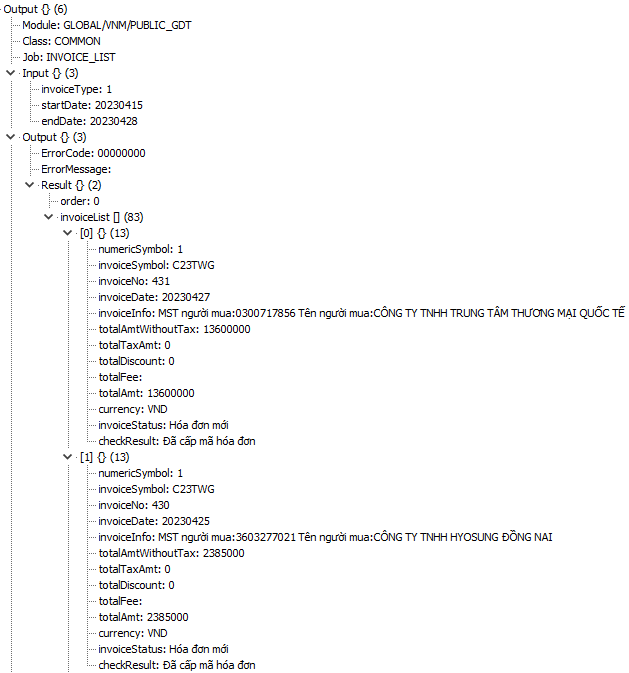 Output {} (6)
Module: GLOBAL/VNM/PUBLIC_GDT
Class: COMMON
Job: INVOICE_LIST
Input {} (3)
invoiceType: 1
startDate: 20230415
endDate: 20230428
Output {} (3)
ErrorCode: 00000000
ErrorMessage:
Result {} (2)
order: 0
invoiceList [] (83)
[0] {} (13)
numericSymbol: 1
invoiceSymbol: C23TWG
invoiceNo: 431
invoiceDate: 20230427
invoiceInfo: MST người mua:0300717856 Tên người mua:CÔNG TY TNHH TRUNG TÂM THƯƠNG MẠI QUỐC TẾ
totalAmtWithoutTax: 13600000
totalTaxAmt: 0
totalDiscount: 0
totalFee:
totalAmt: 13600000
currency: VND
invoiceStatus: Hóa đơn mới
checkResult: Đã cấp mã hóa đơn
[1] {} (13)
numericSymbol: 1
invoiceSymbol: C23TWG
invoiceNo: 430
invoiceDate: 20230425
invoiceInfo: MST người mua:3603277021 Tên người mua:CÔNG TY TNHH HYOSUNG ĐỒNG NAI
totalAmtWithoutTax: 2385000
totalTaxAmt: 0
totalDiscount: 0
totalFee:
totalAmt: 2385000
currency: VND
invoiceStatus: Hóa đơn mới
checkResult: Đã cấp mã hóa đơn